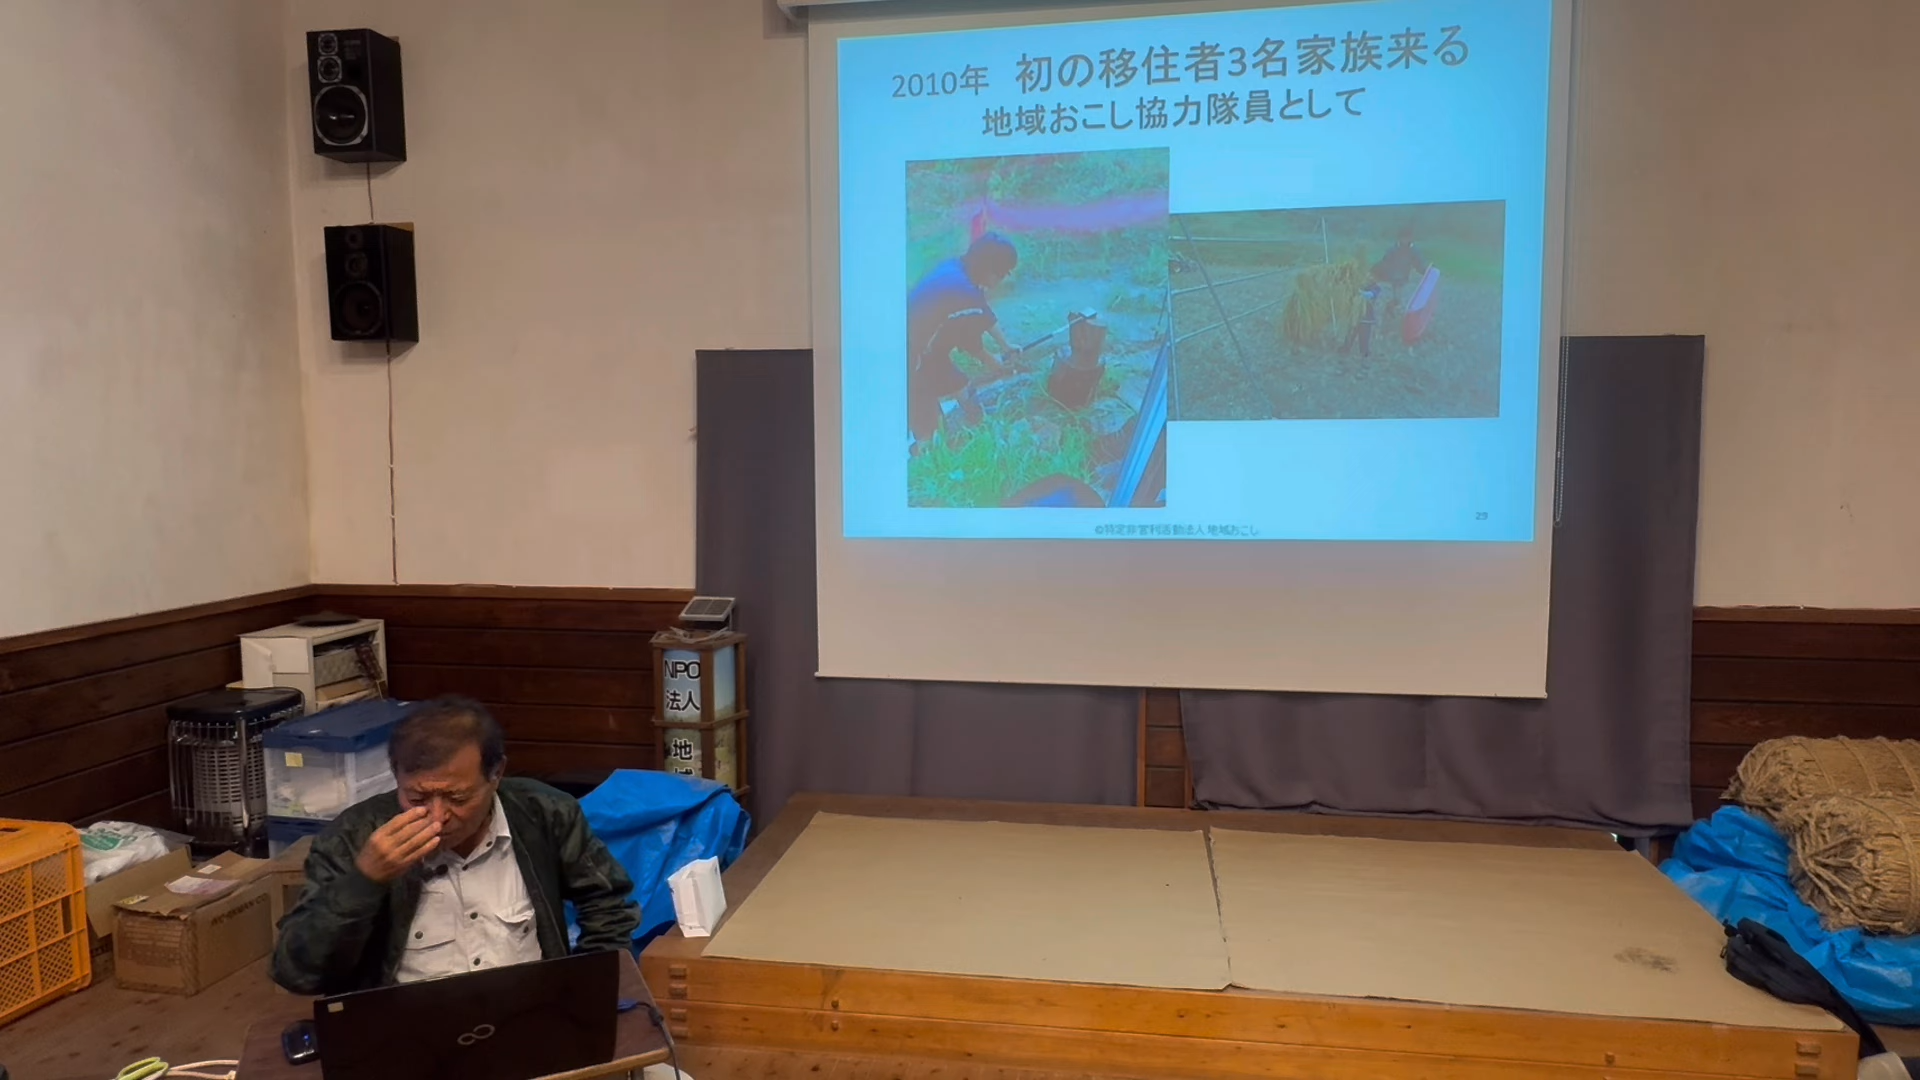 2010年 初の移住者3名家族来る
地域おこし協力隊員として
©特定非営利活動法人地域おこし
29
NPO
法人
地
域